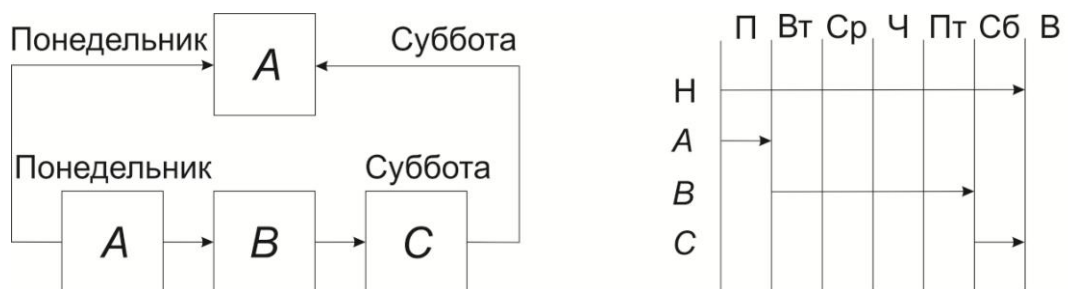 Понедельник Суббота
A
Понедельник Суббота
A B C
П Вт Ср Ч Пт Сб В
Н
A
B
C